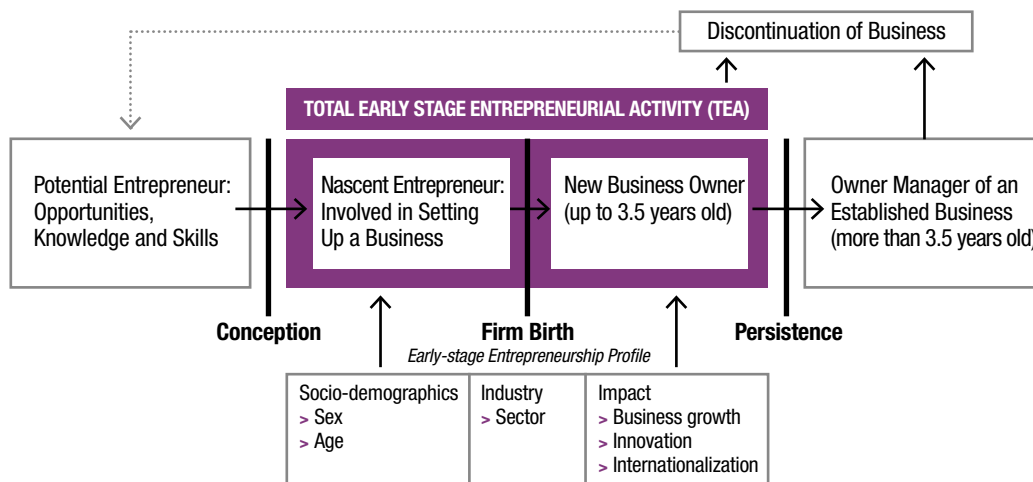 Discontinuation of Business
TOTAL EARLY STAGE ENTREPRENEURIAL ACTIVITY (TEA)
Potential Entrepreneur:
Opportunities,
Knowledge and Skills
Nascent Entrepreneur:
Involved in Setting
Up a Business
New Business Owner
(up to 3.5 years old)
Owner Manager of an
Established Business
(more than 3.5 years old)
Conception
Firm Birth
Persistence
Early-stage Entrepreneurship Profile
Socio-demographics
> Sex
> Age
Industry
> Sector
Impact
> Business growth
> Innovation
> Internationalization